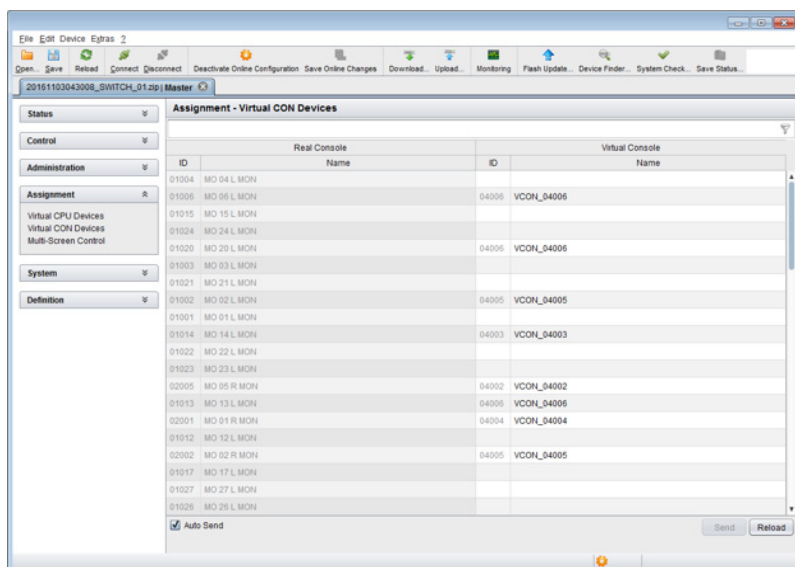 File Edit Device Extras ?
Open... Save Reload Connect Disconnect Deactivate Online Configuration Save Online Changes Download... Upload... Monitoring Flash Update... Device Finder... System Check... Save Status...
20161103043008_SWITCH_01.zip | Master
Status
Control
Administration
Assignment
Virtual CPU Devices
Virtual CON Devices
Multi-Screen Control
System
Definition
Assignment - Virtual CON Devices
Real Console Virtual Console
ID Name ID Name
01004 MO 04 L MON
01006 MO 06 L MON 04006 VCON_04006
01015 MO 15 L MON
01024 MO 24 L MON
01020 MO 20 L MON 04006 VCON_04006
01003 MO 03 L MON
01021 MO 21 L MON
01002 MO 02 L MON 04005 VCON_04005
01001 MO 01 L MON
01014 MO 14 L MON 04003 VCON_04003
01022 MO 22 L MON
01023 MO 23 L MON
02005 MO 05 R MON 04002 VCON_04002
01013 MO 13 L MON 04006 VCON_04006
02001 MO 01 R MON 04004 VCON_04004
01012 MO 12 L MON
02002 MO 02 R MON 04005 VCON_04005
01017 MO 17 L MON
01027 MO 27 L MON
01026 MO 26 L MON
Auto Send Send Reload